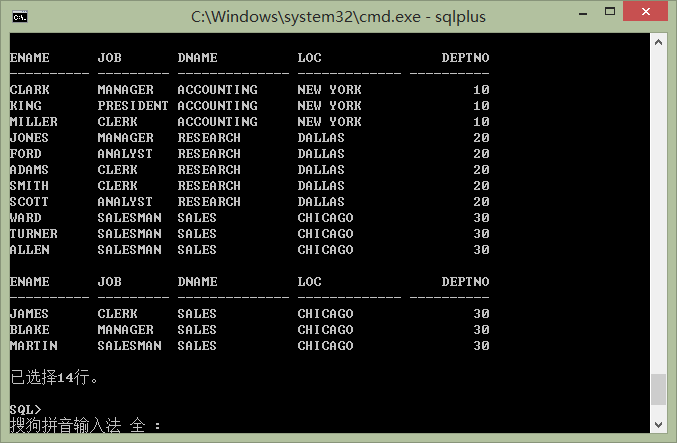 C:\Windows\system32\cmd.exe - sqlplus
ENAME JOB DNAME LOC DEPTNO
---------- --------- -------------- ------------- ----------
CLARK MANAGER ACCOUNTING NEW YORK 10
KING PRESIDENT ACCOUNTING NEW YORK 10
MILLER CLERK ACCOUNTING NEW YORK 10
JONES MANAGER RESEARCH DALLAS 20
FORD ANALYST RESEARCH DALLAS 20
ADAMS CLERK RESEARCH DALLAS 20
SMITH CLERK RESEARCH DALLAS 20
SCOTT ANALYST RESEARCH DALLAS 20
WARD SALESMAN SALES CHICAGO 30
TURNER SALESMAN SALES CHICAGO 30
ALLEN SALESMAN SALES CHICAGO 30
ENAME JOB DNAME LOC DEPTNO
---------- --------- -------------- ------------- ----------
JAMES CLERK SALES CHICAGO 30
BLAKE MANAGER SALES CHICAGO 30
MARTIN SALESMAN SALES CHICAGO 30
已选择14行。
SQL>
搜狗拼音输入法 全 :